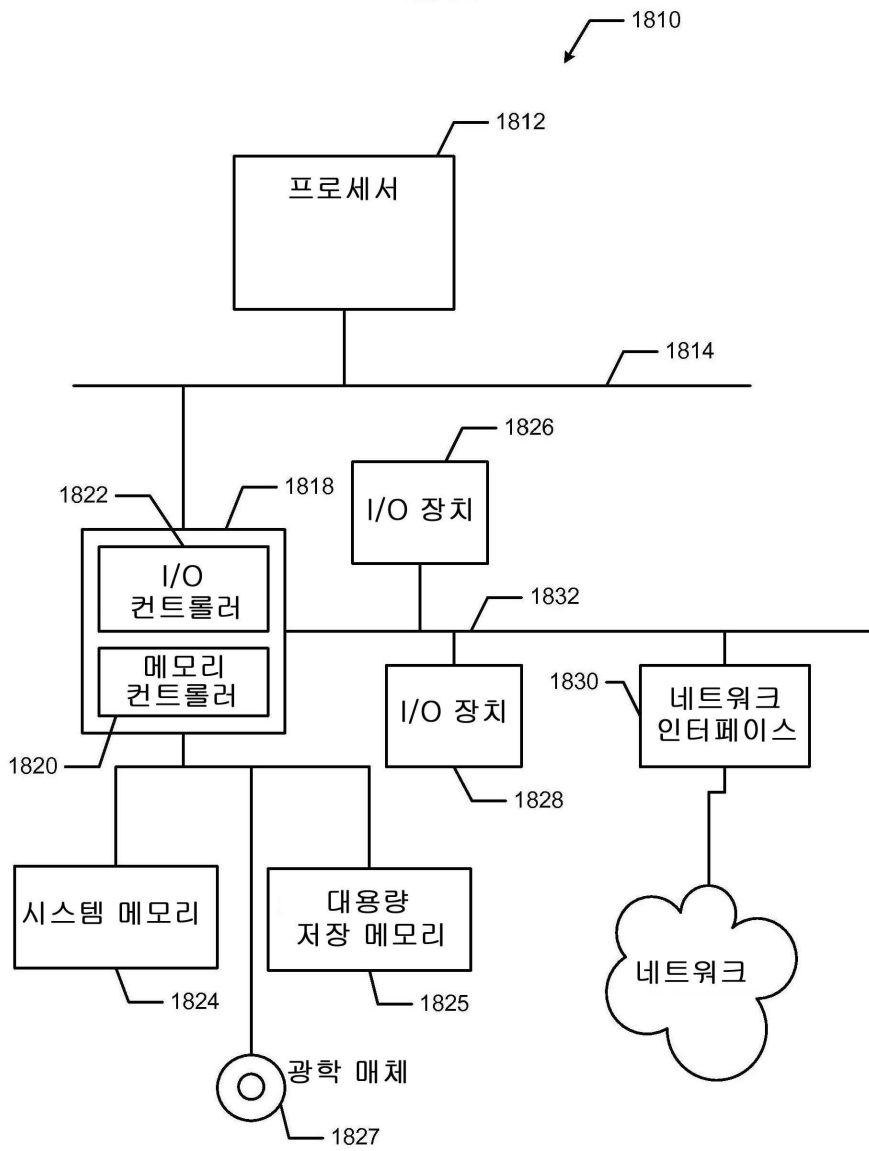 1810
1812
프로세서
1814
1826
I/O 장치
1822
1818
I/O
컨트롤러
메모리
컨트롤러
1820
1832
I/O 장치
1828
1830
네트워크
인터페이스
시스템 메모리
1824
대용량
저장 메모리
1825
네트워크
광학 매체
1827